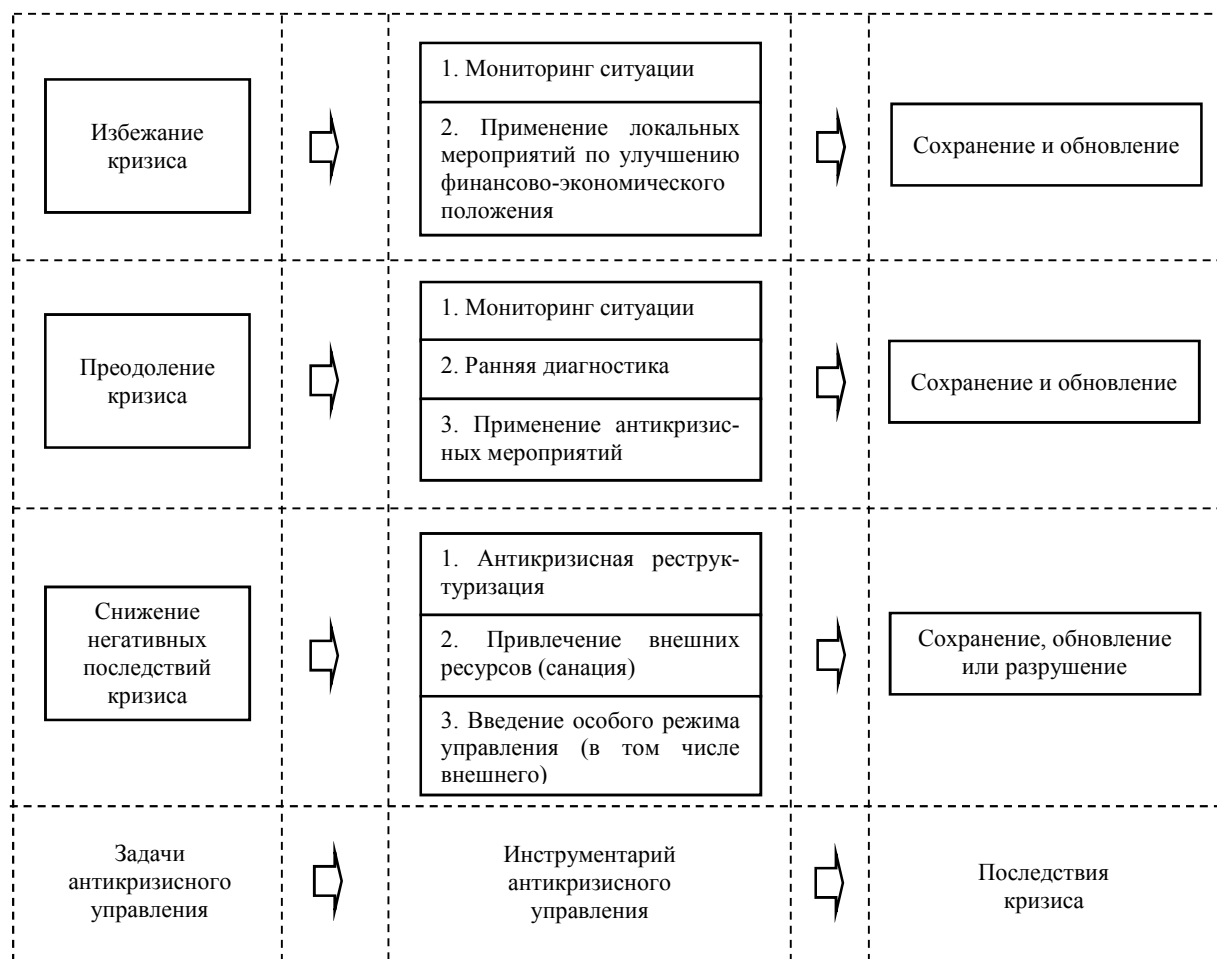 Избежание
кризиса
1. Мониторинг ситуации
2. Применение локальных
мероприятий по улучшению
финансово-экономического
положения
Сохранение и обновление
Преодоление
кризиса
1. Мониторинг ситуации
2. Ранняя диагностика
3. Применение антикризис-
ных мероприятий
Сохранение и обновление
Снижение
негативных
последствий
кризиса
1. Антикризисная реструк-
туризация
2. Привлечение внешних
ресурсов (санация)
3. Введение особого режима
управления (в том числе
внешнего)
Сохранение, обновление
или разрушение
Задачи
антикризисного
управления
Инструментарий
антикризисного
управления
Последствия
кризиса